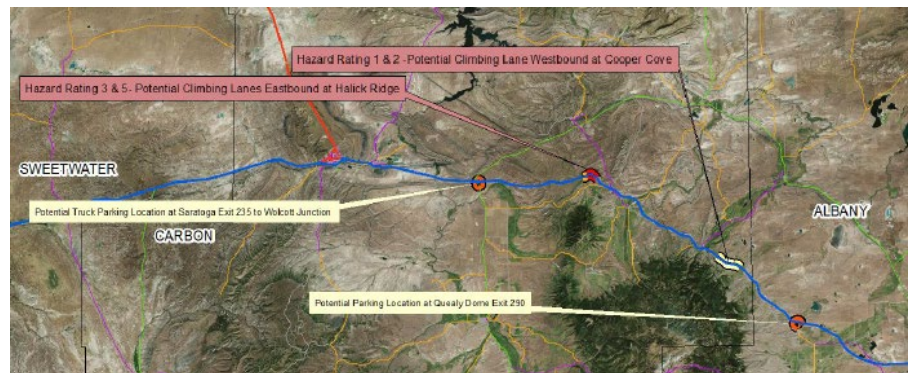 Hazard Rating 1 & 2 -Potential Climbing Lane Westbound at Cooper Cove
Hazard Rating 3 & 5- Potential Climbing Lanes Eastbound at Halick Ridge
SWEETWATER
Potential Truck Parking Location at Saratoga Exit 235 to Wolcott Junction
ALBANY
CARBON
Potential Parking Location at Quealy Dome Exit 290